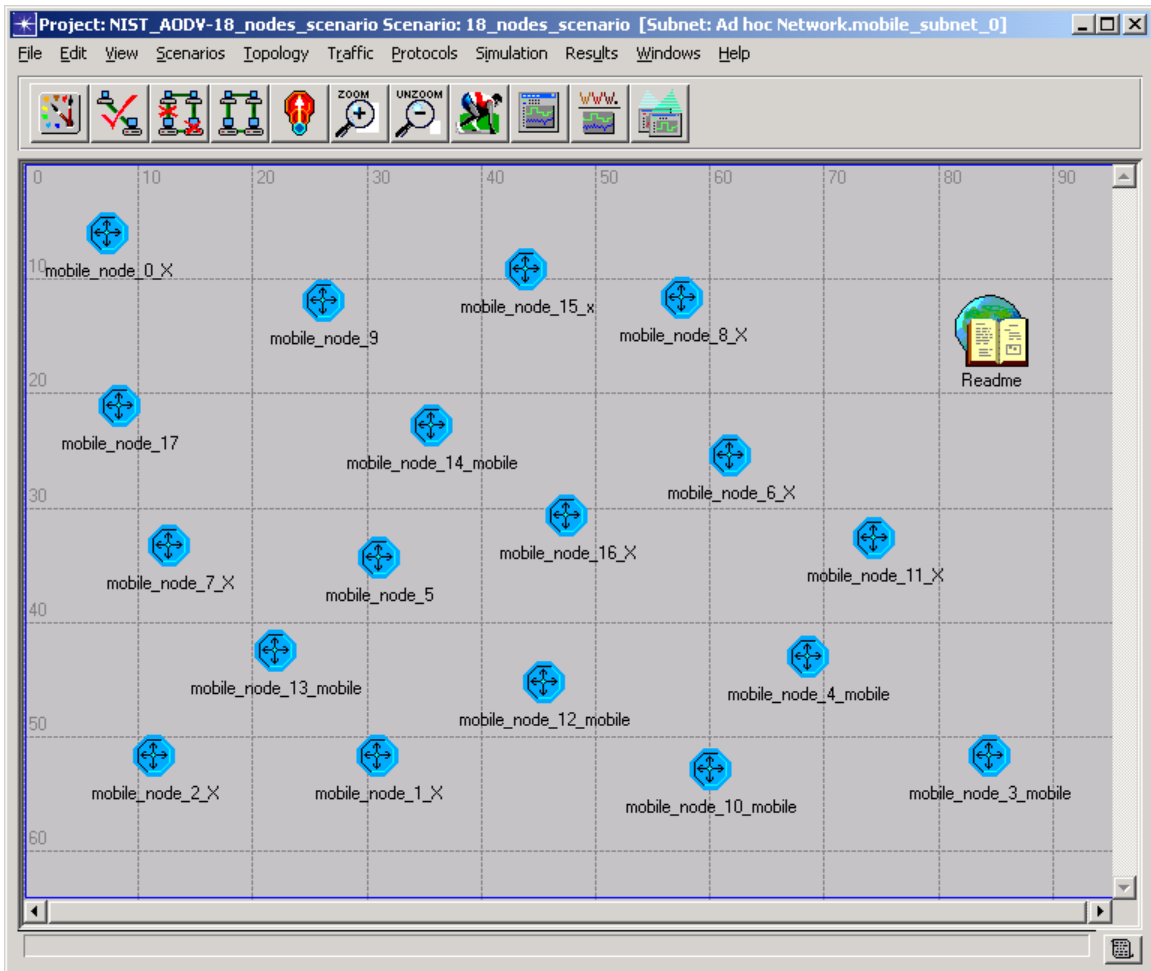 Project: NIST_AODV-18_nodes_scenario Scenario: 18_nodes_scenario [Subnet: Ad hoc Network.mobile_subnet_0]
File Edit View Scenarios Topology Traffic Protocols Simulation Results Windows Help
ZOOM UNZOOM WWW.
0 10 20 30 40 50 60 70 80 90
10
mobile_node_0_X
mobile_node_15_x
mobile_node_9
mobile_node_8_X
20
Readme
mobile_node_17
mobile_node_14_mobile
mobile_node_6_X
30
mobile_node_16_X
mobile_node_7_X
mobile_node_5
mobile_node_11_X
40
mobile_node_13_mobile
mobile_node_12_mobile
mobile_node_4_mobile
50
mobile_node_2_X
mobile_node_1_X
mobile_node_10_mobile
mobile_node_3_mobile
60